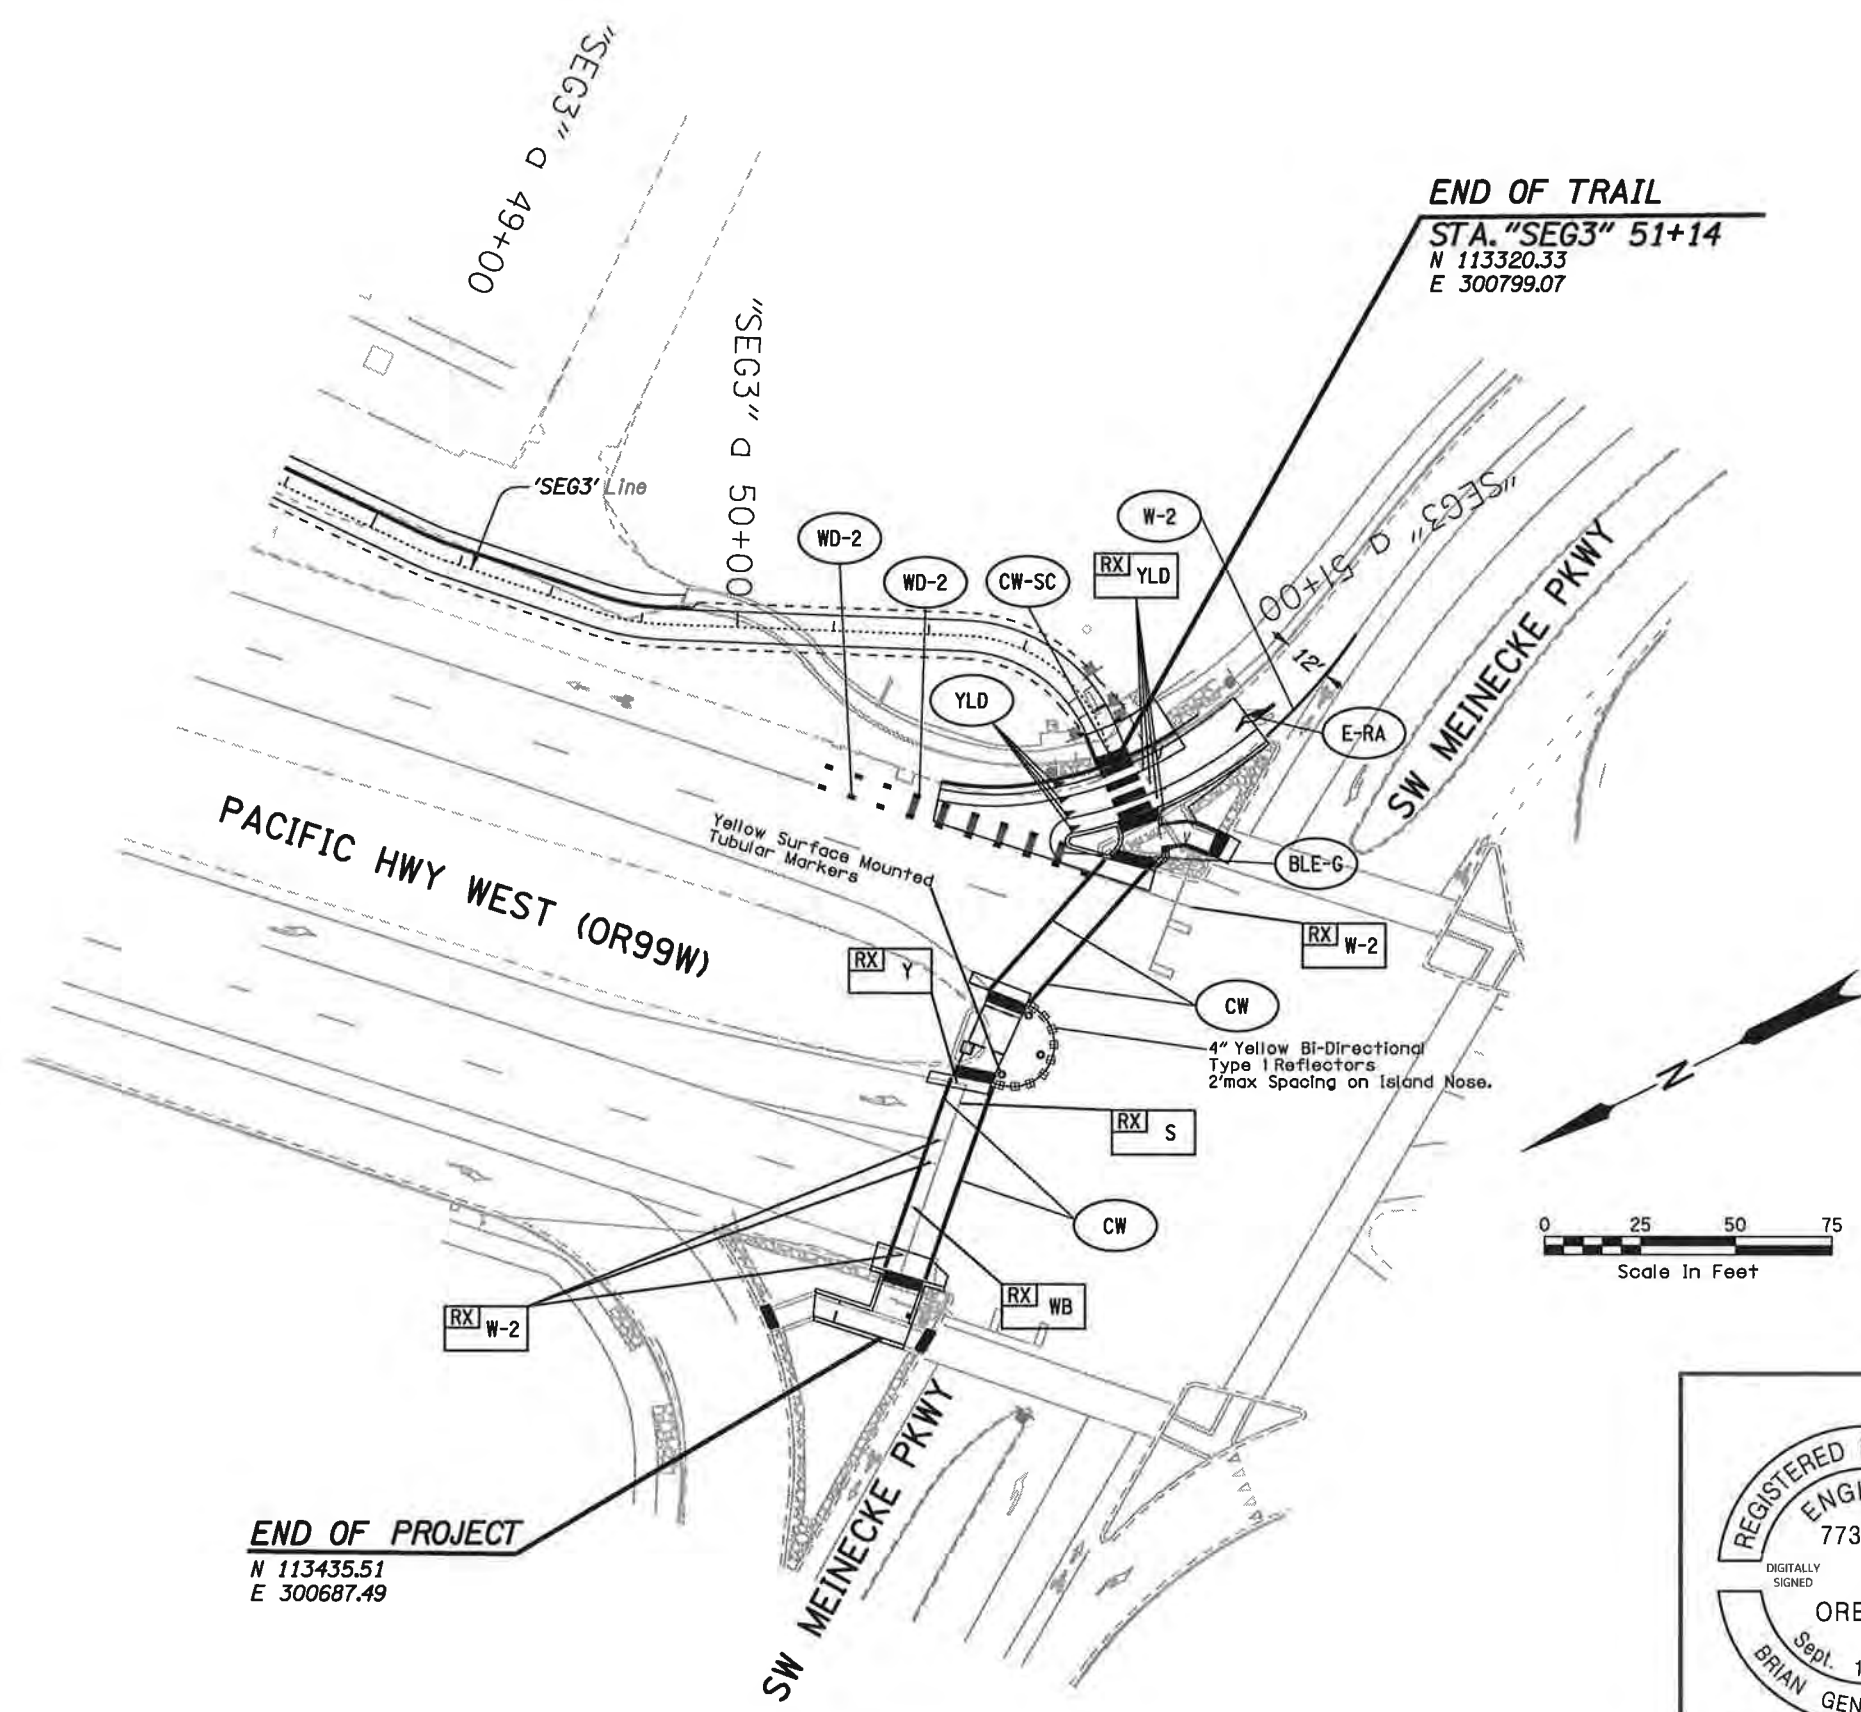 "SEG3" a 49+00
END OF TRAIL
STA. "SEG3" 51+14
N 113320.33
E 300799.07
"SEG3" a 50+00
'SEG3' Line
WD-2
WD-2
CW-SC
W-2
RX YLD
"SEG3" a 51+00
12'
SW MEINECKE PKWY
YLD
E-RA
PACIFIC HWY WEST (OR99W)
Yellow Surface Mounted
Tubular Markers
BLE-G
RX W-2
RX Y
CW
4" Yellow Bi-Directional
Type 1 Reflectors
2'max Spacing on Island Nose.
N
RX S
CW
0 25 50 75
Scale In Feet
RX WB
RX W-2
SW MEINECKE PKWY
END OF PROJECT
N 113435.51
E 300687.49
REGISTERED
773
DIGITALLY
SIGNED
Sept. 1
BRIAN